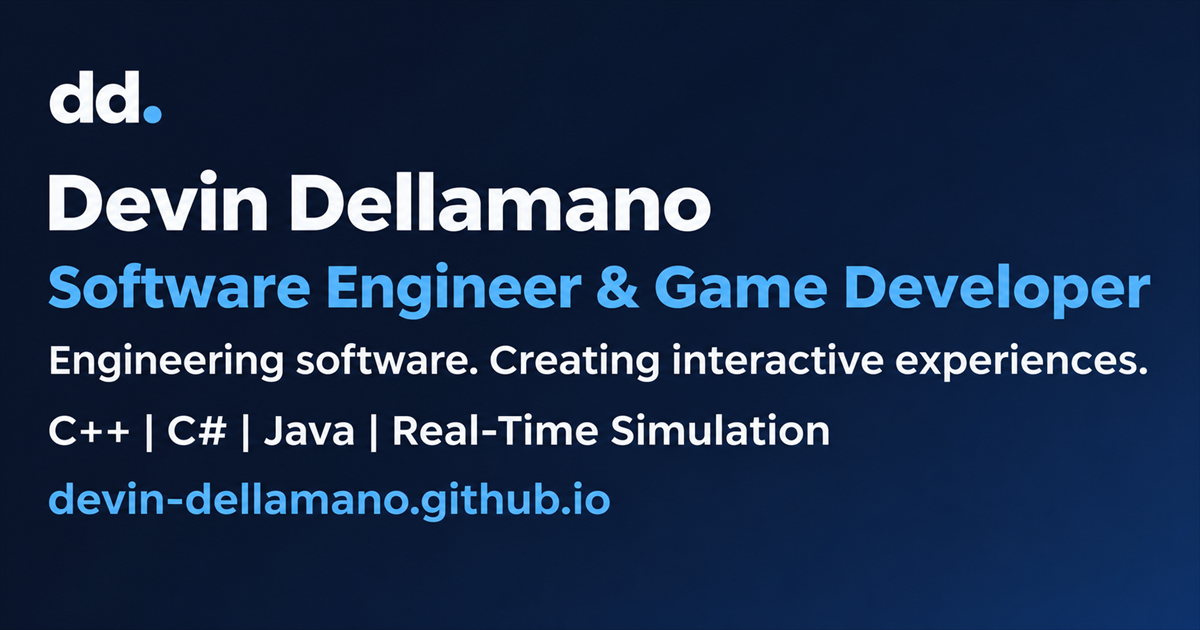 dd.
Devin Dellamano
Software Engineer & Game Developer
Engineering software. Creating interactive experiences.
C++ | C# | Java | Real-Time Simulation
devin-dellamano.github.io